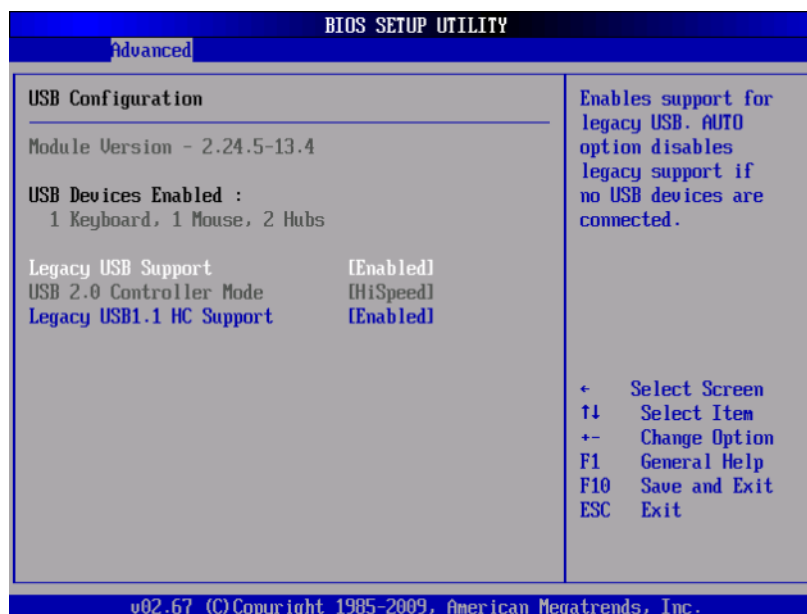 BIOS SETUP UTILITY
Advanced
USB Configuration
Module Version - 2.24.5-13.4
USB Devices Enabled :
1 Keyboard, 1 Mouse, 2 Hubs
Legacy USB Support [Enabled]
USB 2.0 Controller Mode [HiSpeed]
Legacy USB1.1 HC Support [Enabled]
Enables support for
legacy USB. AUTO
option disables
legacy support if
no USB devices are
connected.
← Select Screen
↑↓ Select Item
+- Change Option
F1 General Help
F10 Save and Exit
ESC Exit
v02.67 (C)Copyright 1985-2009, American Megatrends, Inc.